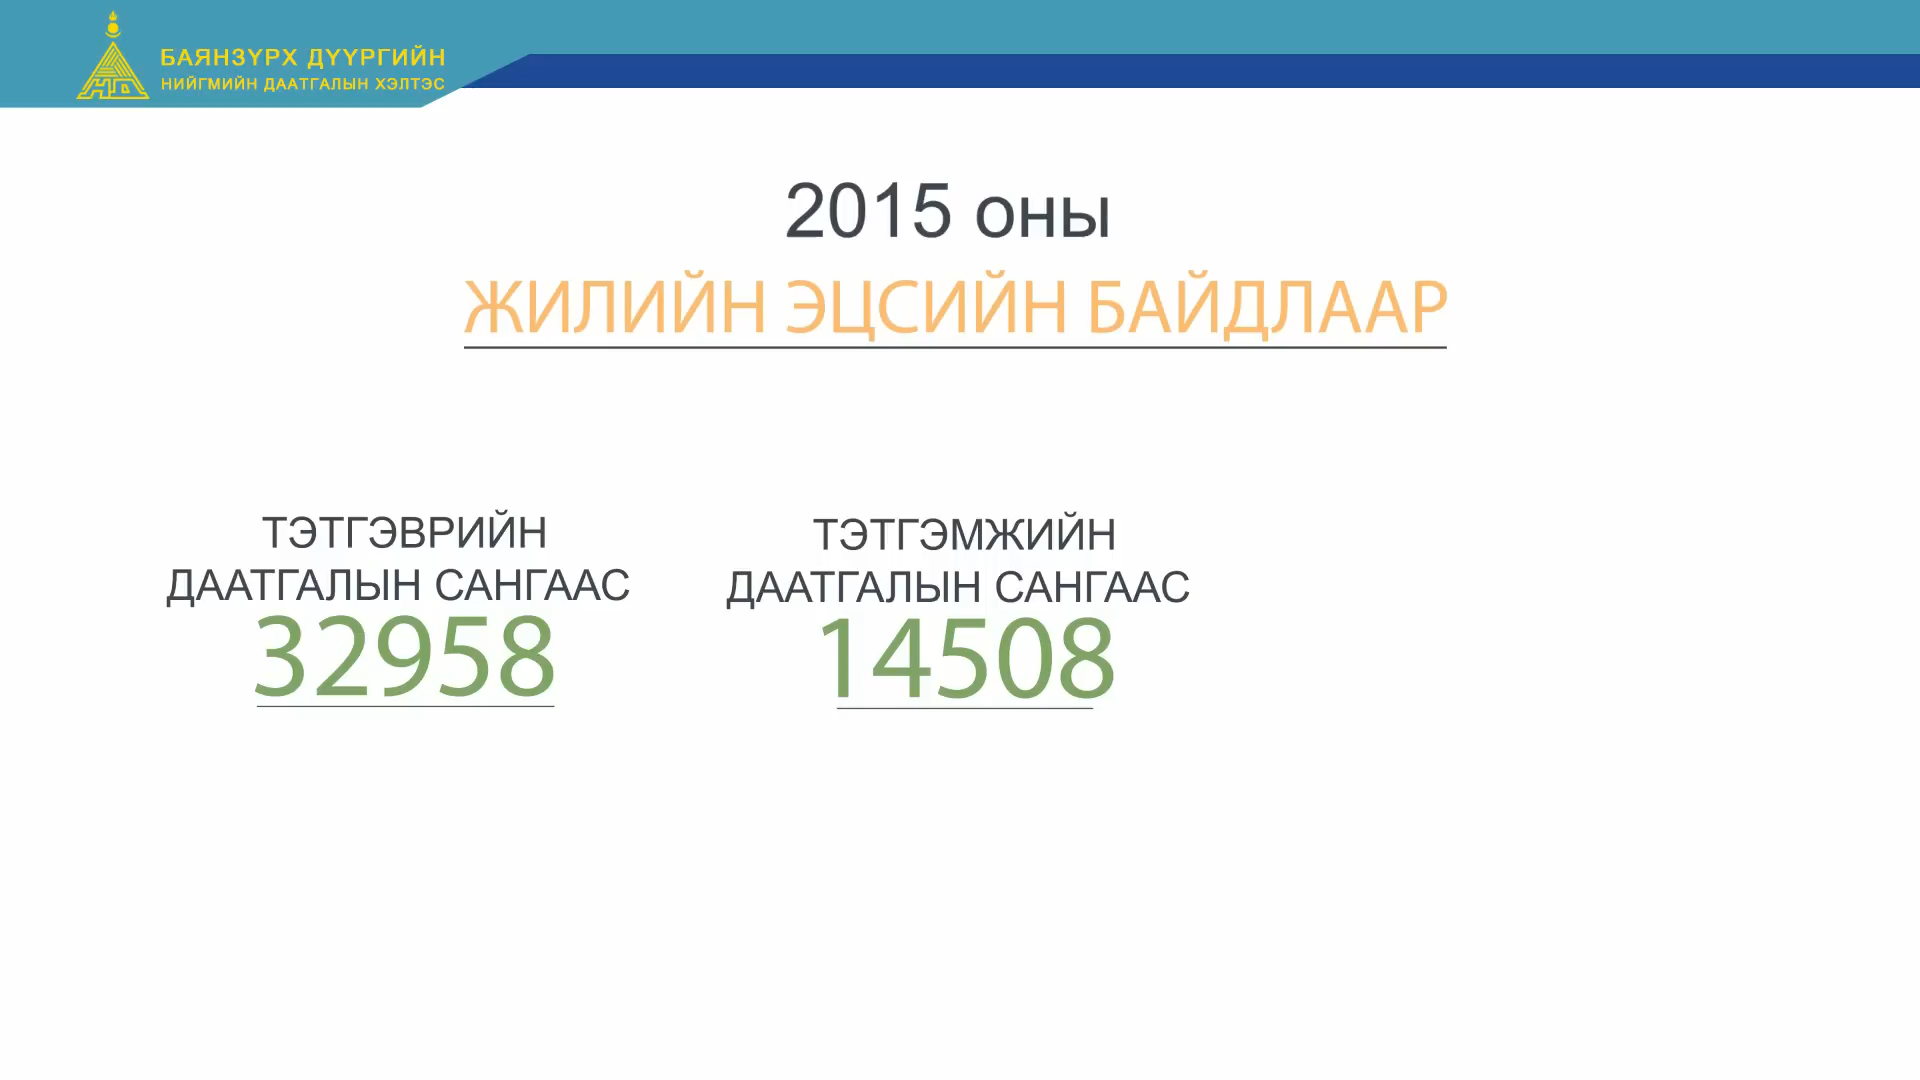 БАЯНЗҮРХ ДҮҮРГИЙН
НИЙГМИЙН ДААТГАЛЫН ХЭЛТЭС
2015 оны
ЖИЛИЙН ЭЦСИЙН БАЙДЛААР
ТЭТГЭВРИЙН
ДААТГАЛЫН САНГААС
32958
ТЭТГЭМЖИЙН
ДААТГАЛЫН САНГААС
14508